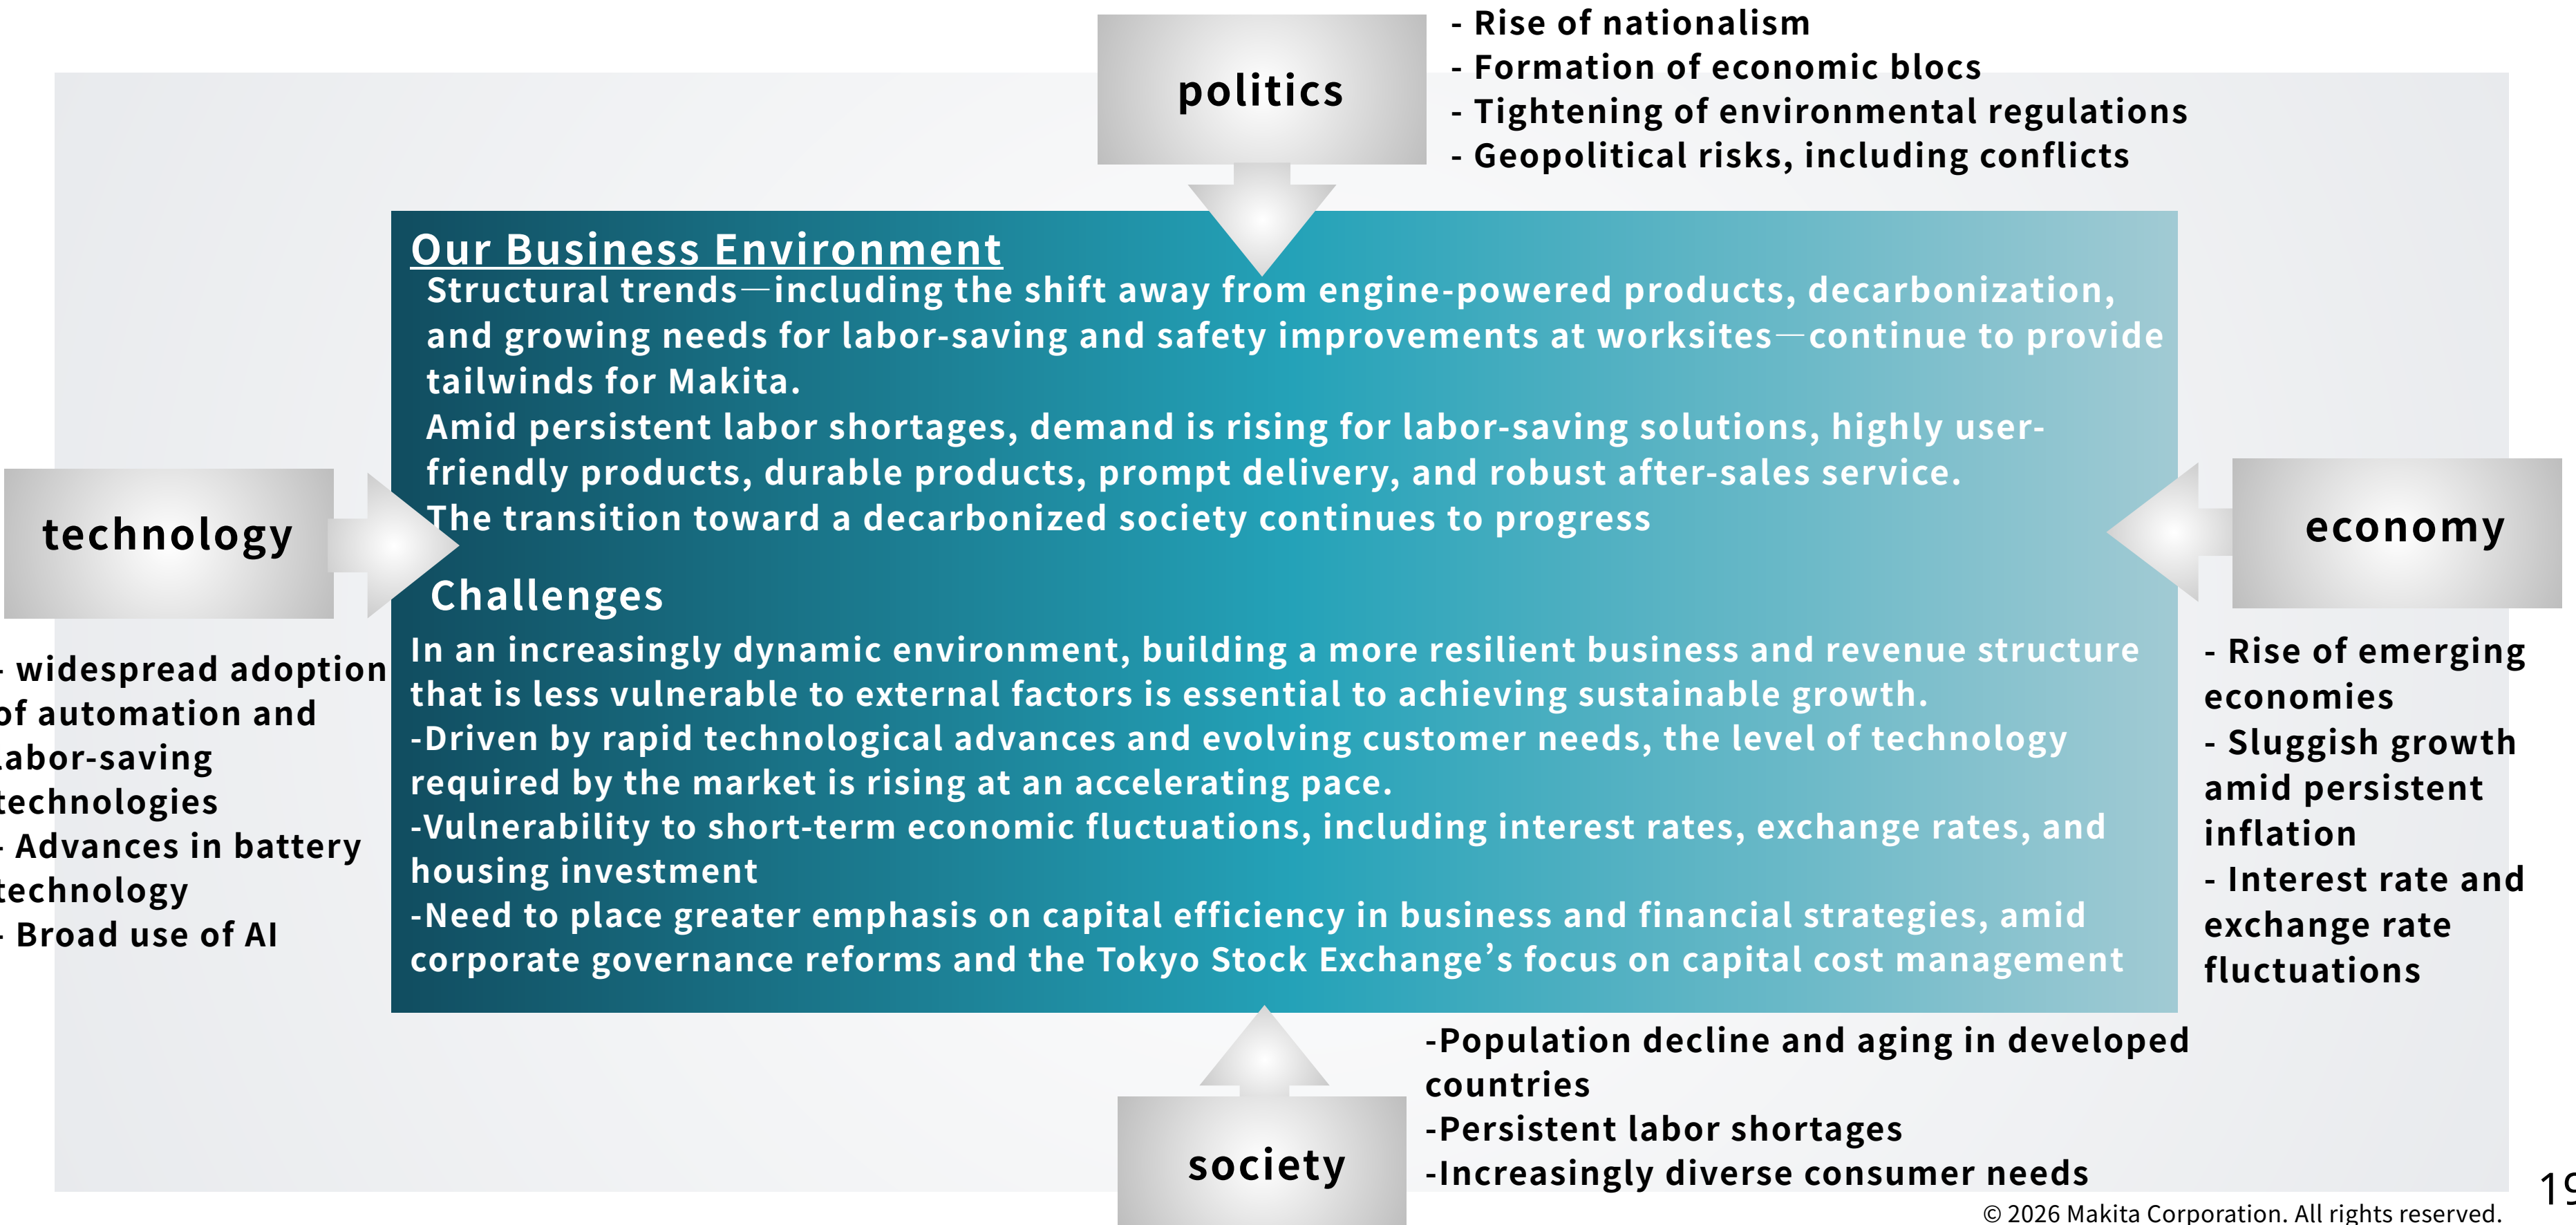 politics
- Rise of nationalism
- Formation of economic blocs
- Tightening of environmental regulations
- Geopolitical risks, including conflicts
Our Business Environment
Structural trends—including the shift away from engine-powered products, decarbonization,
and growing needs for labor-saving and safety improvements at worksites—continue to provide
tailwinds for Makita.
Amid persistent labor shortages, demand is rising for labor-saving solutions, highly user-
friendly products, durable products, prompt delivery, and robust after-sales service.
The transition toward a decarbonized society continues to progress
Challenges
In an increasingly dynamic environment, building a more resilient business and revenue structure
that is less vulnerable to external factors is essential to achieving sustainable growth.
-Driven by rapid technological advances and evolving customer needs, the level of technology
required by the market is rising at an accelerating pace.
-Vulnerability to short-term economic fluctuations, including interest rates, exchange rates, and
housing investment
-Need to place greater emphasis on capital efficiency in business and financial strategies, amid
corporate governance reforms and the Tokyo Stock Exchange’s focus on capital cost management
technology
- widespread adoption
of automation and
labor-saving
technologies
- Advances in battery
technology
- Broad use of AI
economy
- Rise of emerging
economies
- Sluggish growth
amid persistent
inflation
- Interest rate and
exchange rate
fluctuations
society
-Population decline and aging in developed
countries
-Persistent labor shortages
-Increasingly diverse consumer needs
19
© 2026 Makita Corporation. All rights reserved.